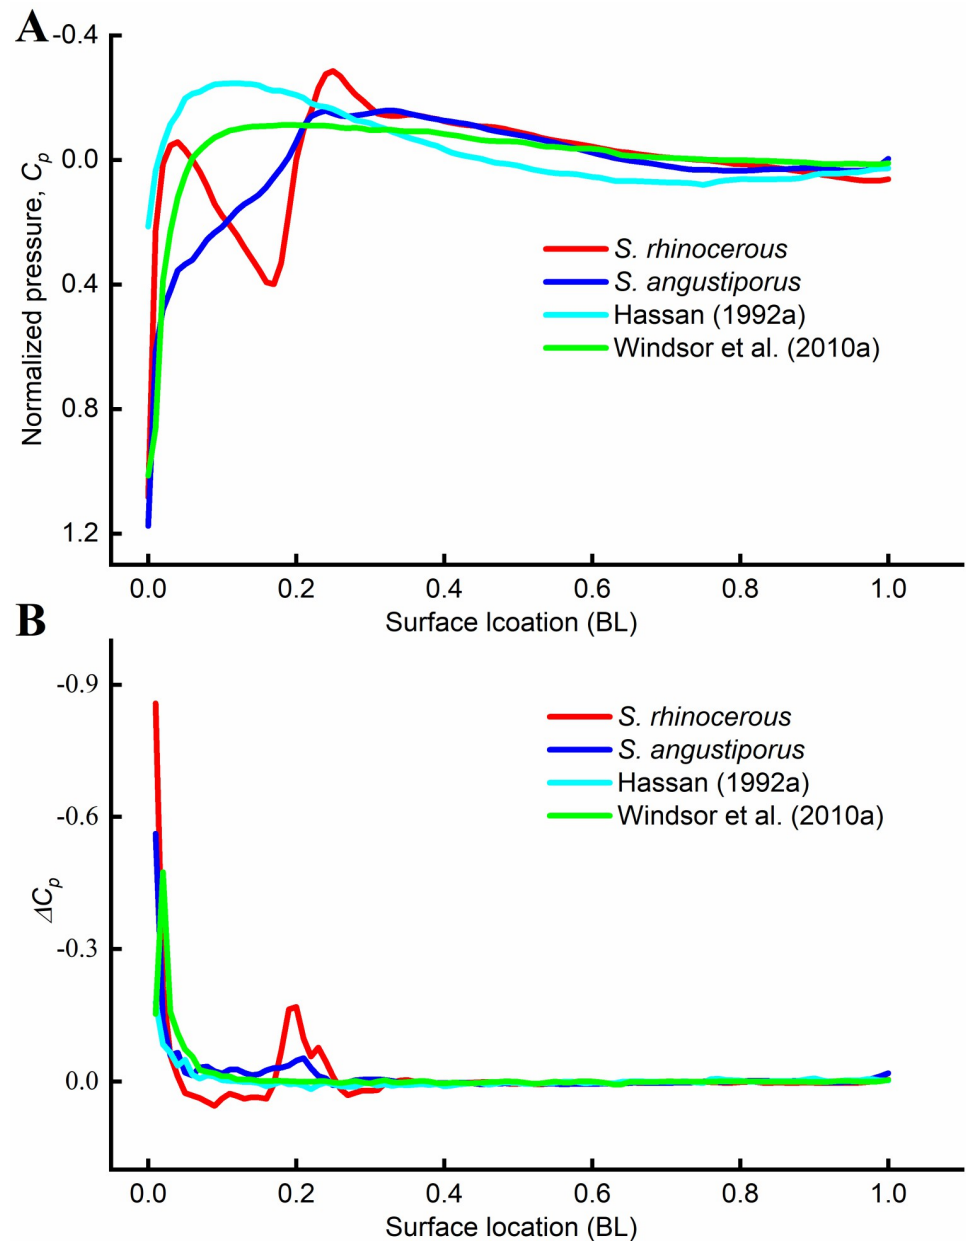 A
-0.4
0.0
0.4
0.8
1.2
Normalized pressure, Cp
S. rhinocerous
S. angustiporus
Hassan (1992a)
Windsor et al. (2010a)
0.0 0.2 0.4 0.6 0.8 1.0
Surface lcoation (BL)
B
-0.9
-0.6
-0.3
0.0
ΔCp
S. rhinocerous
S. angustiporus
Hassan (1992a)
Windsor et al. (2010a)
0.0 0.2 0.4 0.6 0.8 1.0
Surface location (BL)